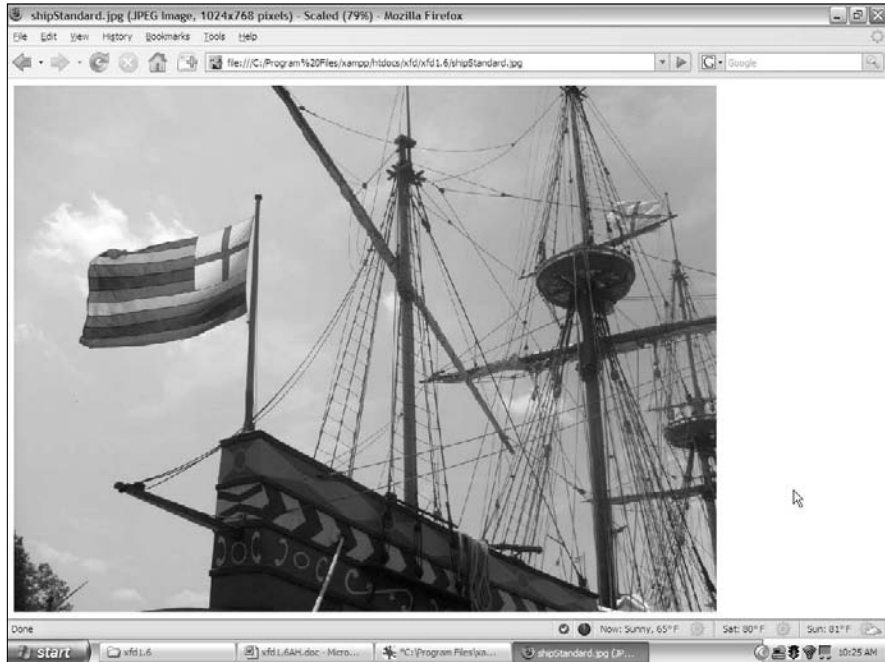 shipStandard.jpg (JPEG Image, 1024x768 pixels) - Scaled (79%) - Mozilla Firefox
File Edit View History Bookmarks Tools Help
file:///C:/Program%20Files/xampp/htdocs/xfd/xfd1.6/shipStandard.jpg
G Google
Done
Now: Sunny, 65°F Sat: 80°F Sun: 81°F
start xfd1.6 xfd1.6AH.doc - Micro... *C:\Program Files\xa... shipStandard.jpg (JP... 10:25 AM